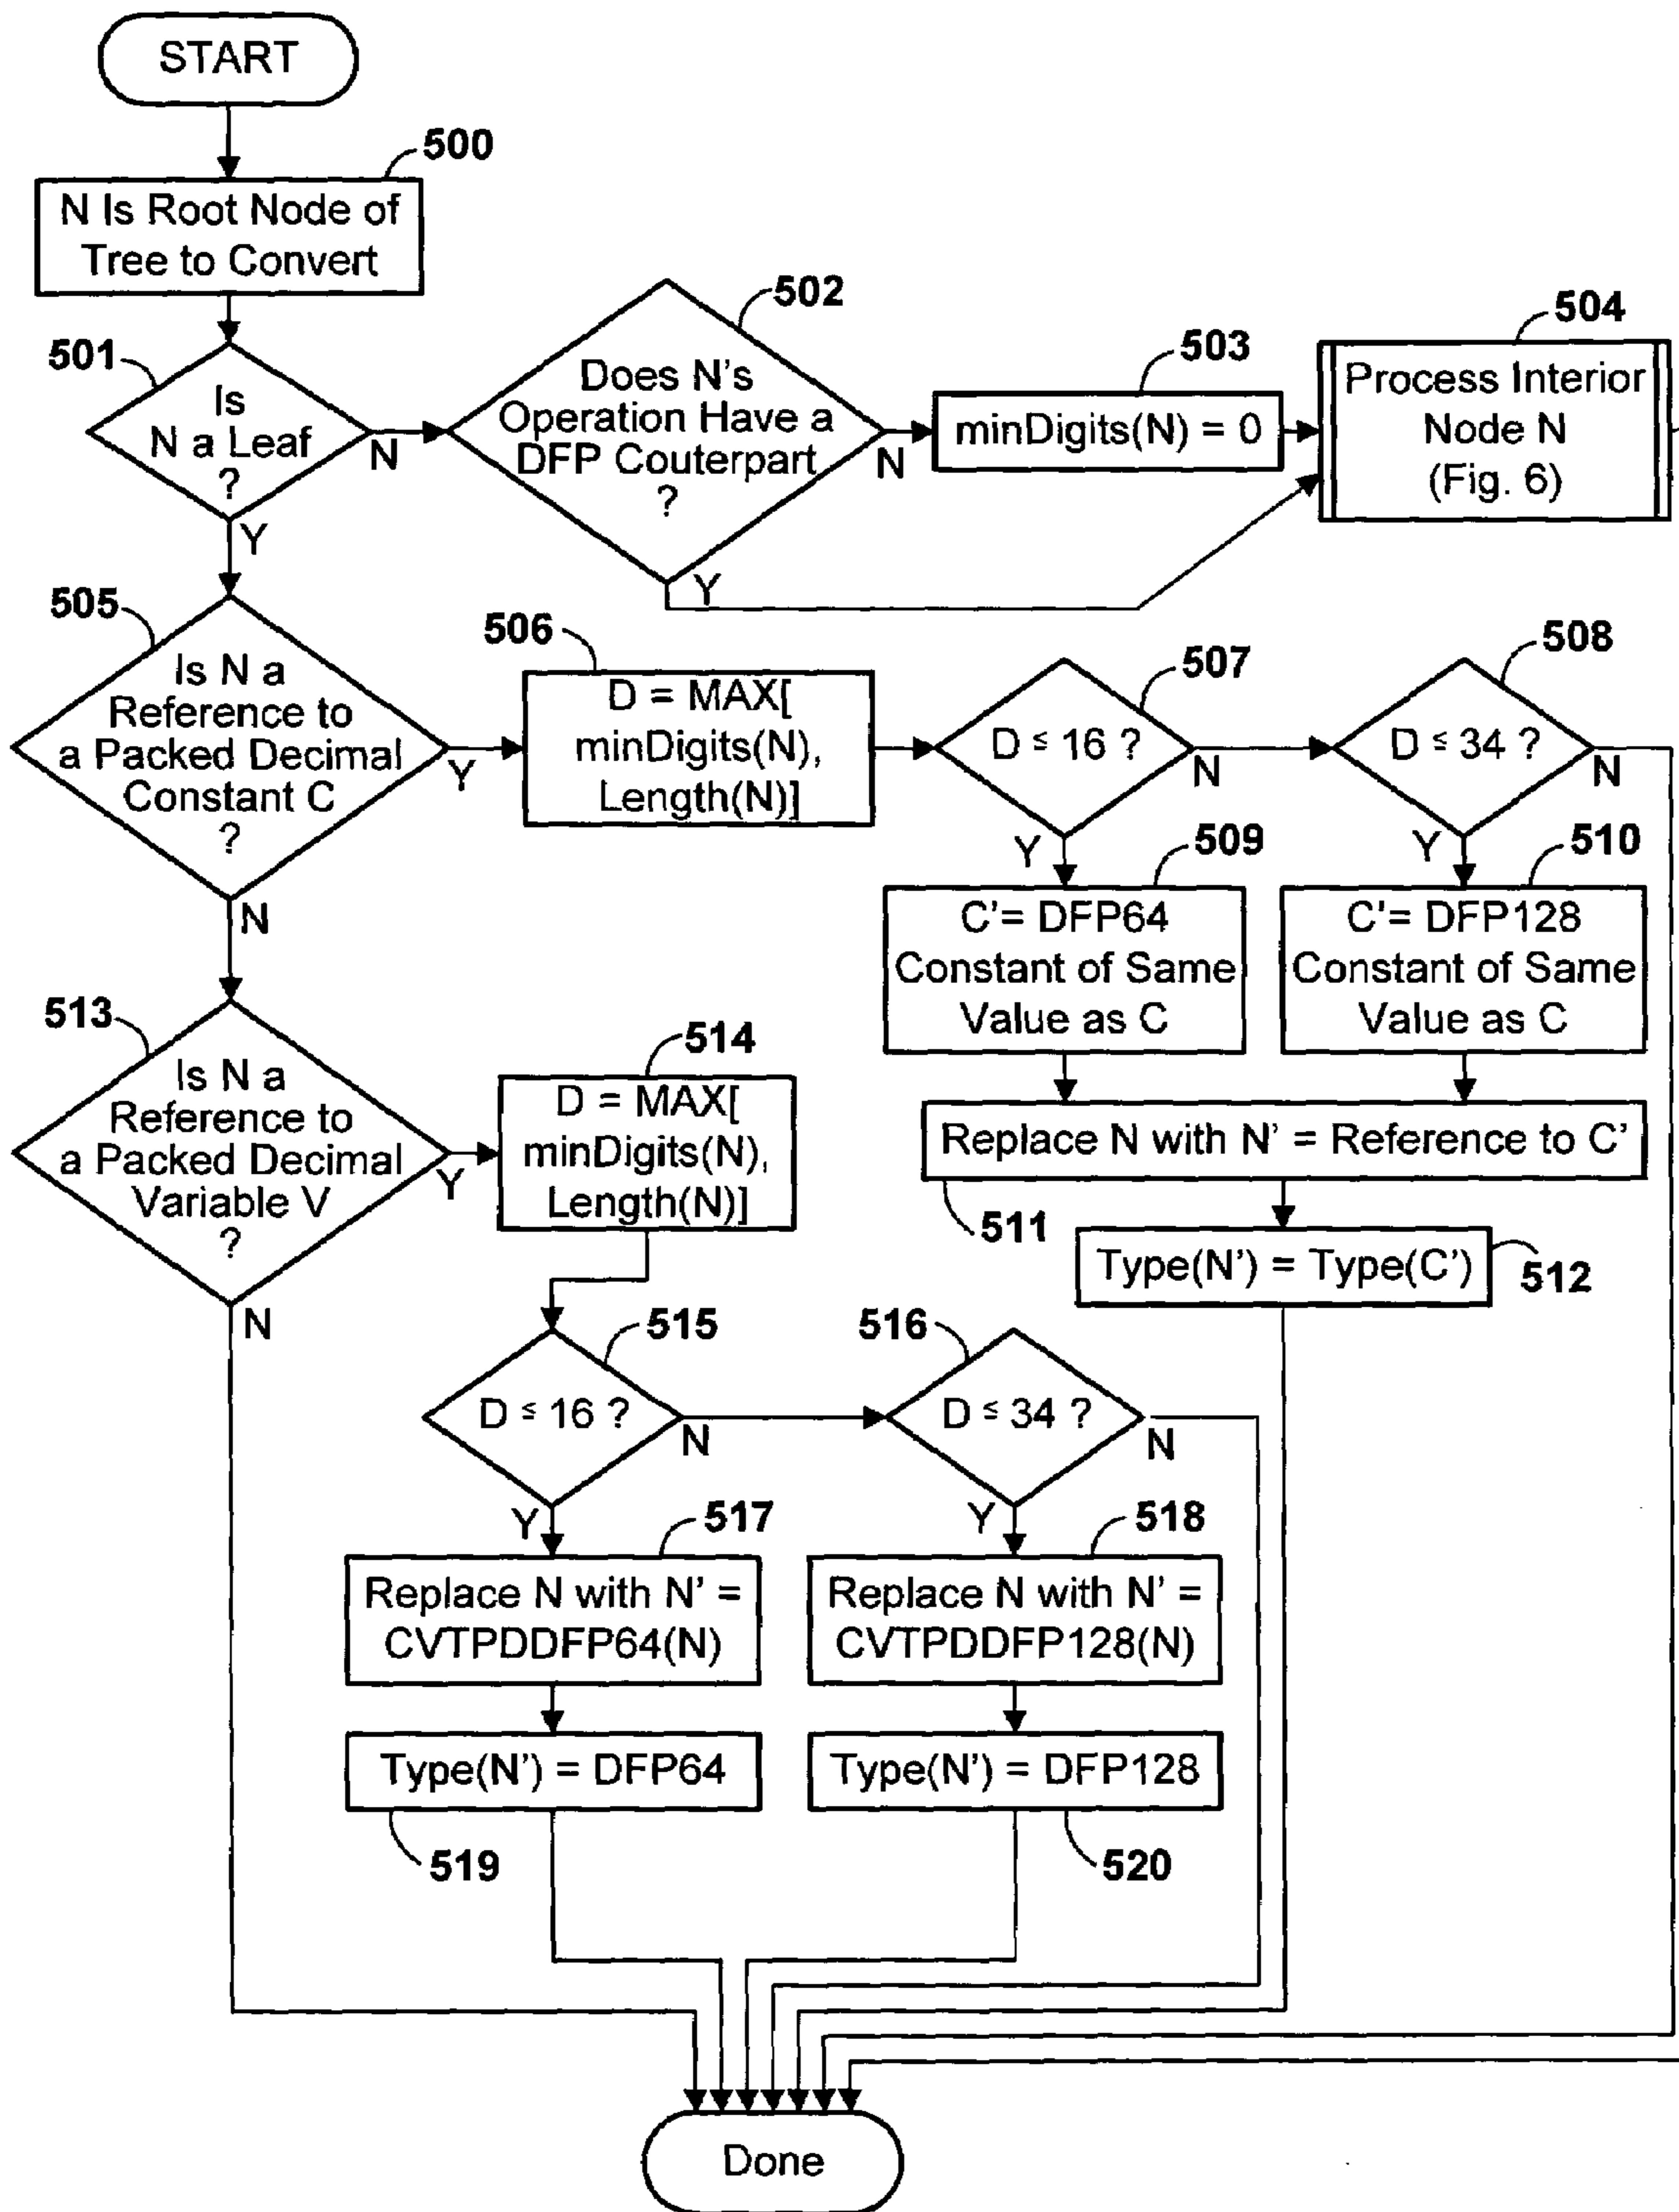 START
500
N Is Root Node of
Tree to Convert
501
Is
N a Leaf
?
N
Y
502
Does N's
Operation Have a
DFP Couterpart
?
N
Y
503
minDigits(N) = 0
504
Process Interior
Node N
(Fig. 6)
505
Is N a
Reference to
a Packed Decimal
Constant C
?
Y
N
506
D = MAX[
minDigits(N),
Length(N)]
507
D ≤ 16 ?
N
Y
508
D ≤ 34 ?
N
Y
509
C'= DFP64
Constant of Same
Value as C
510
C'= DFP128
Constant of Same
Value as C
Replace N with N' = Reference to C'
511
Type(N') = Type(C')
512
513
Is N a
Reference to
a Packed Decimal
Variable V
?
Y
N
514
D = MAX[
minDigits(N),
Length(N)]
515
D ≤ 16 ?
N
Y
516
D ≤ 34 ?
N
Y
517
Replace N with N' =
CVTPDDFP64(N)
518
Replace N with N' =
CVTPDDFP128(N)
Type(N') = DFP64
519
Type(N') = DFP128
520
Done